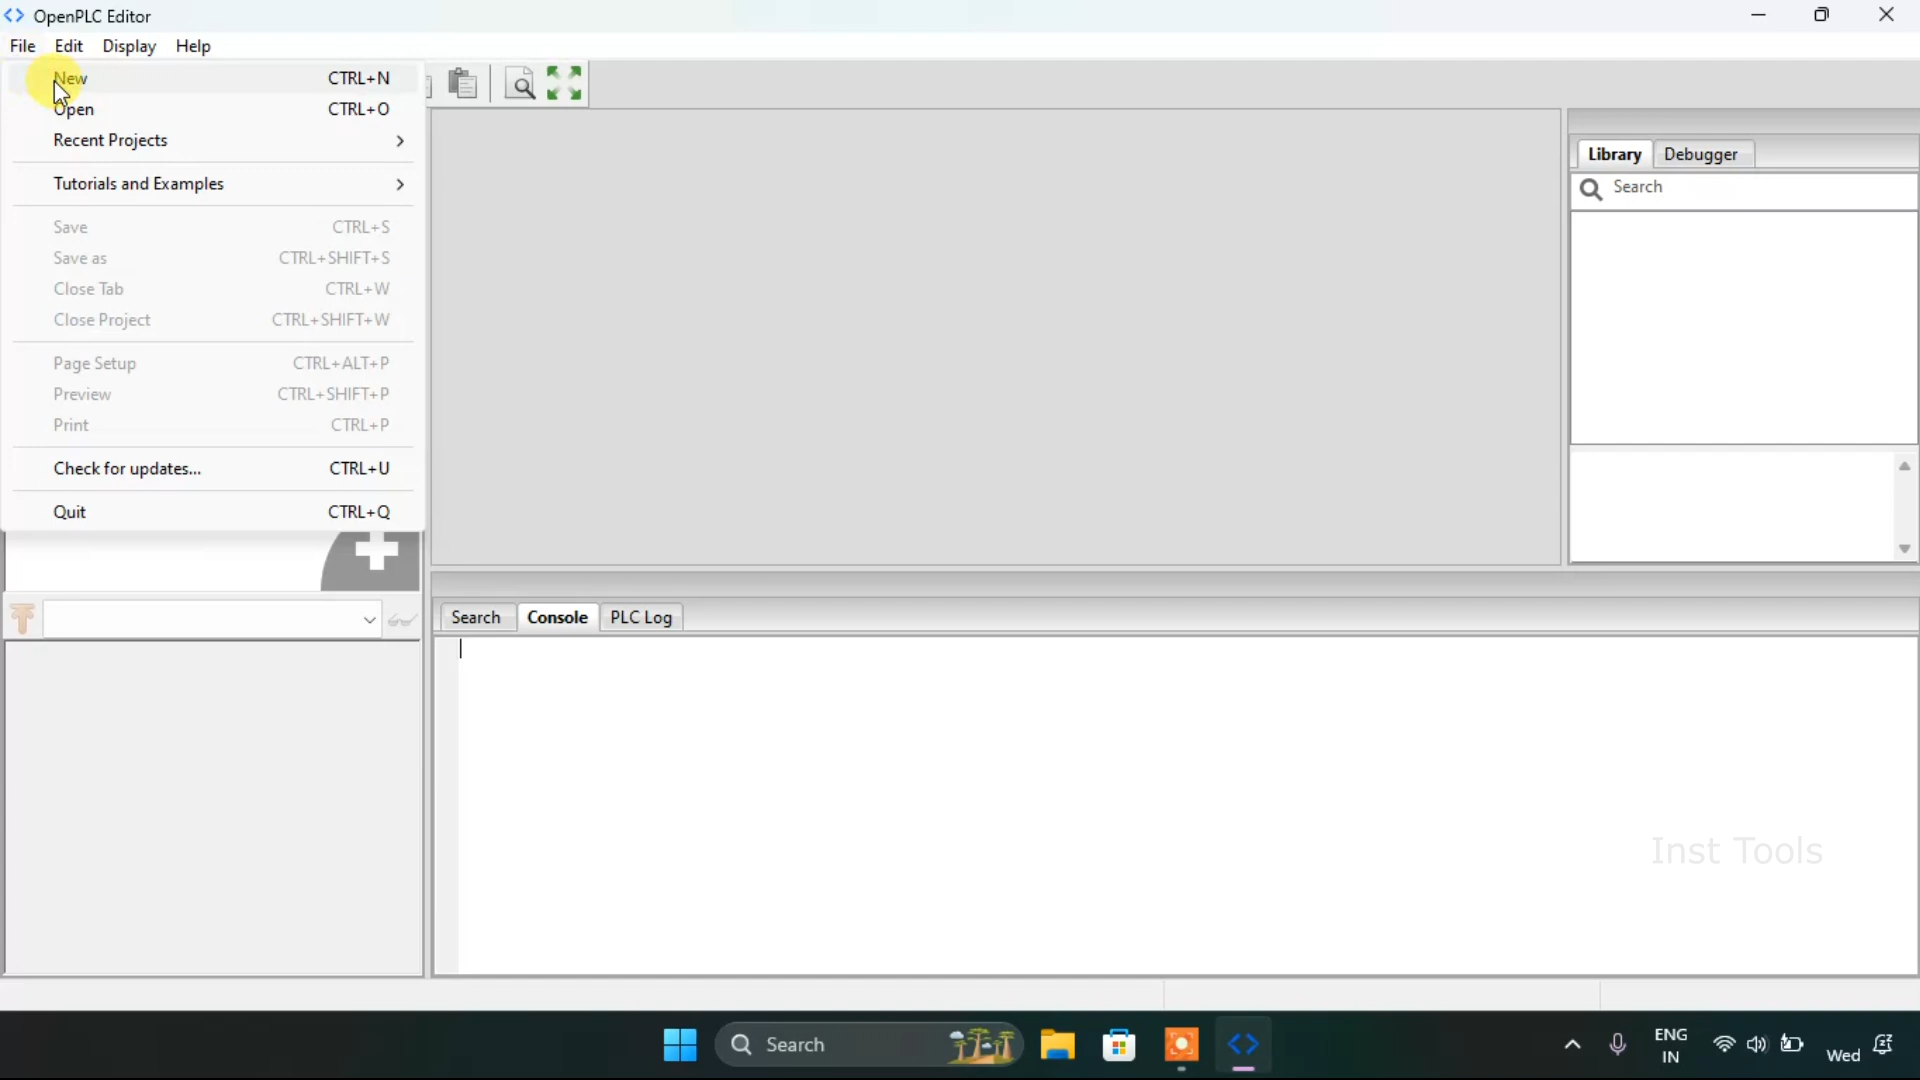 OpenPLC Editor
File Edit Display Help
New CTRL+N
Open CTRL+O
Recent Projects
Tutorials and Examples
Save CTRL+S
Save as CTRL+SHIFT+S
Close Tab CTRL+W
Close Project CTRL+SHIFT+W
Page Setup CTRL+ALT+P
Preview CTRL+SHIFT+P
Print CTRL+P
Check for updates... CTRL+U
Quit CTRL+Q
Library Debugger
Search
Search Console PLC Log
Inst Tools
Search
ENG
IN
Wed